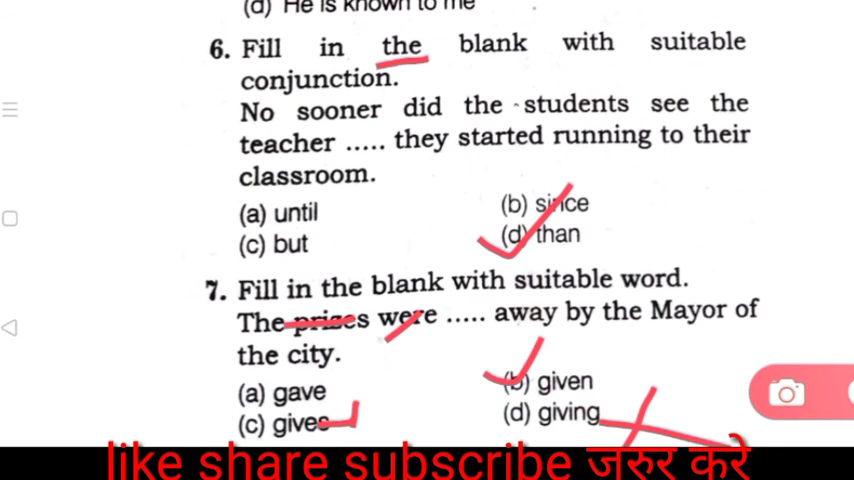 (d) He is known to me
6. Fill in the blank with suitable
conjunction.
No sooner did the students see the
teacher ..... they started running to their
classroom.
(a) until (b) since
(c) but (d) than
7. Fill in the blank with suitable word.
The prizes were ..... away by the Mayor of
the city.
(a) gave (b) given
(c) gives (d) giving
like share subscribe जरुर करे